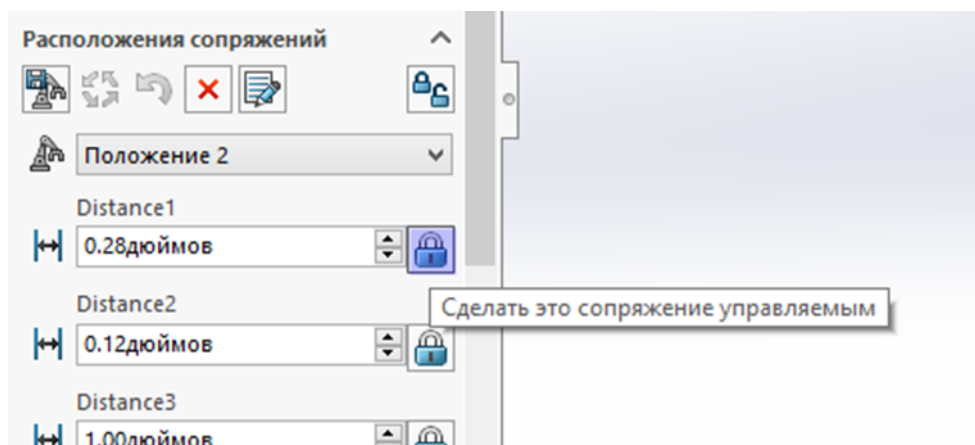 Расположения сопряжений
Положение 2
Distance1
0.28дюймов
Distance2
Сделать это сопряжение управляемым
0.12дюймов
Distance3
1.00дюймов